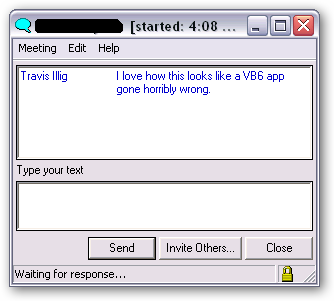 [started: 4:08 ...
Meeting Edit Help
Travis Illig I love how this looks like a VB6 app
gone horribly wrong.
Type your text
Send Invite Others... Close
Waiting for response...